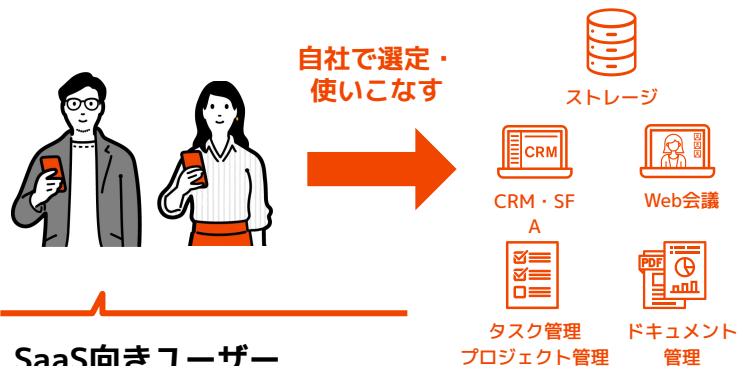 自社で選定・
使いこなす
ストレージ
CRM
CRM・SF
A
Web会議
PDF
タスク管理
プロジェクト管理
ドキュメント
管理
SaaS向きユーザー